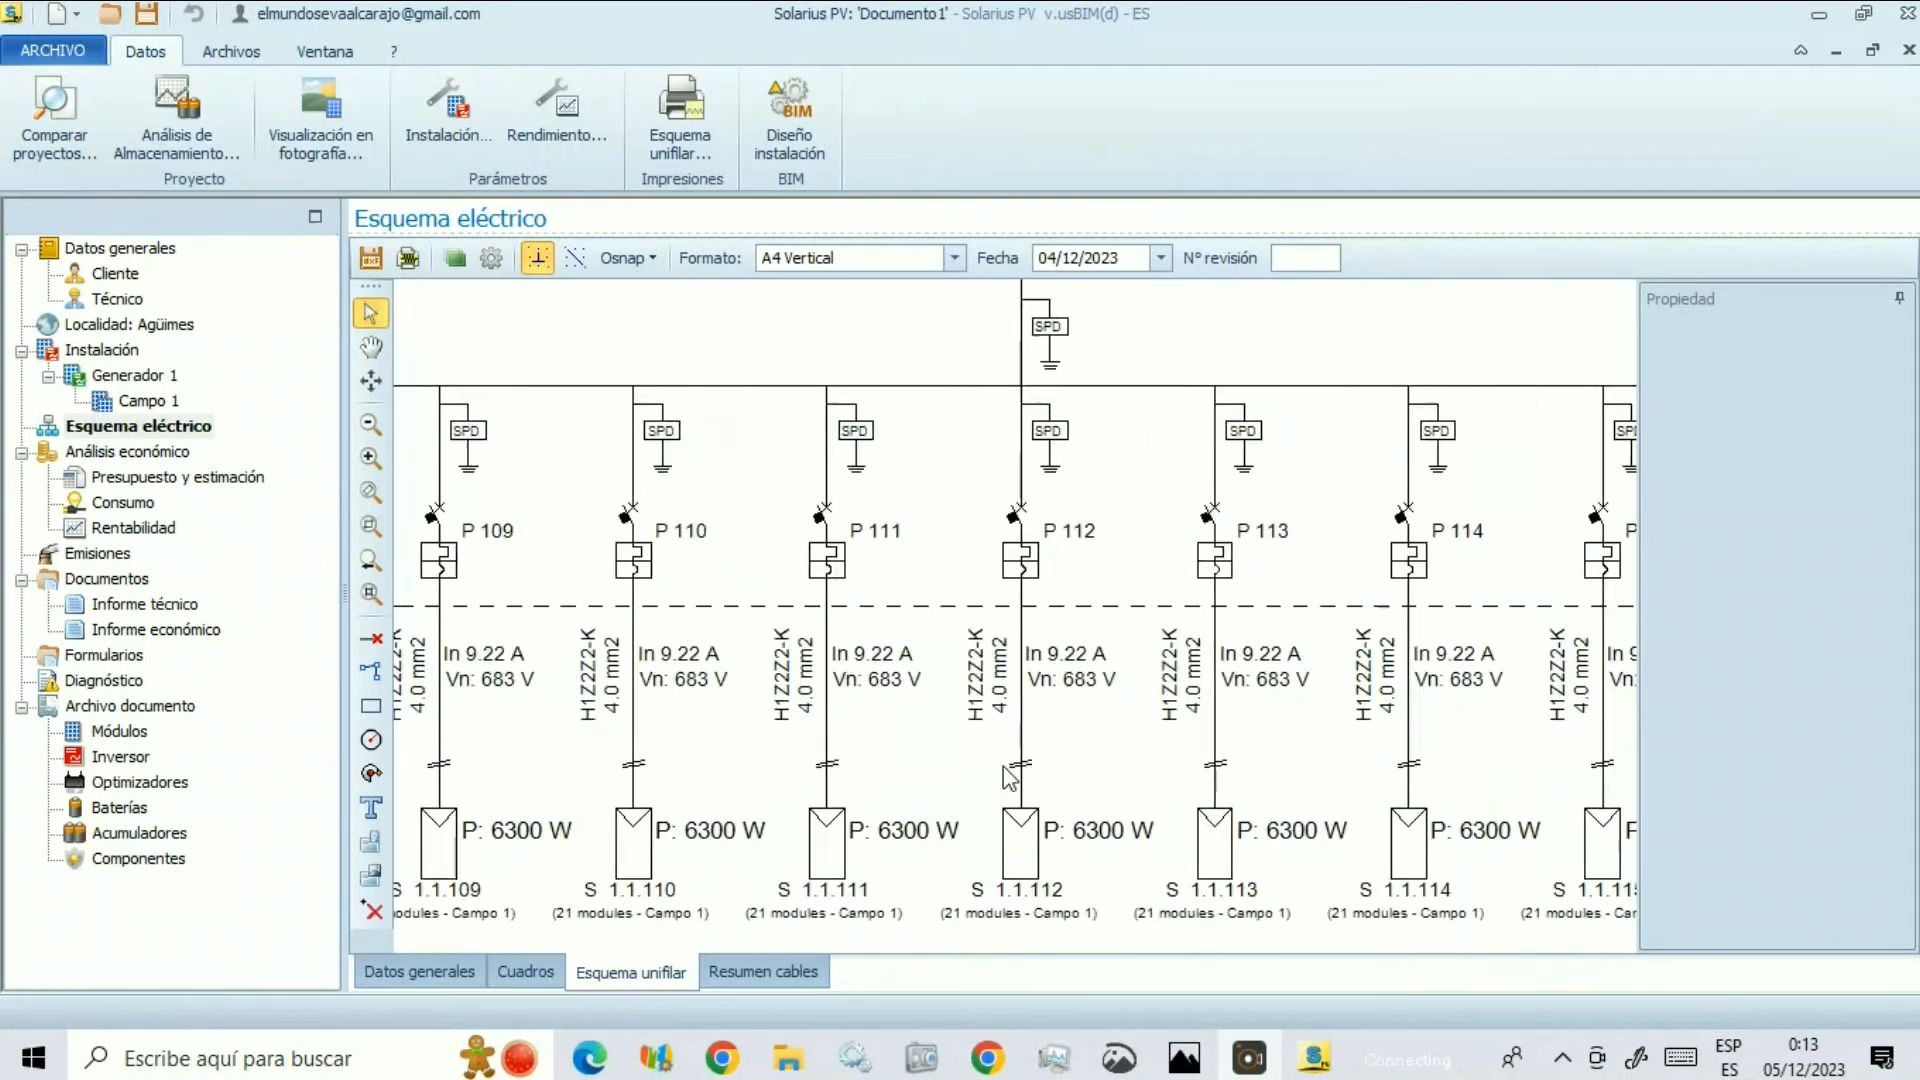 elmundosevaalcarajo@gmail.com
Solarius PV: 'Documento1' - Solarius PV v.usBIM(d) - ES
ARCHIVO Datos Archivos Ventana ?
Comparar proyectos...
Análisis de Almacenamiento...
Visualización en fotografía...
Instalación...
Rendimiento...
Esquema unifilar...
Diseño instalación
BIM
Proyecto Parámetros Impresiones BIM
Datos generales
Cliente
Técnico
Localidad: Agüimes
Instalación
Generador 1
Campo 1
Esquema eléctrico
Análisis económico
Presupuesto y estimación
Consumo
Rentabilidad
Emisiones
Documentos
Informe técnico
Informe económico
Formularios
Diagnóstico
Archivo documento
Módulos
Inversor
Optimizadores
Baterías
Acumuladores
Componentes
Esquema eléctrico
Osnap Formato: A4 Vertical Fecha 04/12/2023 Nº revisión
Propiedad
SPD
SPD SPD SPD SPD SPD SPD SPD
P 109 P 110 P 111 P 112 P 113 P 114 P
H1Z2Z2-K H1Z2Z2-K H1Z2Z2-K H1Z2Z2-K H1Z2Z2-K H1Z2Z2-K H1Z2Z2-K
4.0 mm2 4.0 mm2 4.0 mm2 4.0 mm2 4.0 mm2 4.0 mm2 4.0 mm2
In 9.22 A In 9.22 A In 9.22 A In 9.22 A In 9.22 A In 9.22 A In 9
Vn: 683 V Vn: 683 V Vn: 683 V Vn: 683 V Vn: 683 V Vn: 683 V Vn:
P: 6300 W P: 6300 W P: 6300 W P: 6300 W P: 6300 W P: 6300 W
S 1.1.109 S 1.1.110 S 1.1.111 S 1.1.112 S 1.1.113 S 1.1.114 S 1.1.115
odules - Campo 1) (21 modules - Campo 1) (21 modules - Campo 1) (21 modules - Campo 1) (21 modules - Campo 1) (21 modules - Campo 1) (21 modules - Car
Datos generales Cuadros Esquema unifilar Resumen cables
Escribe aquí para buscar
Connecting...
ESP
ES
0:13
05/12/2023